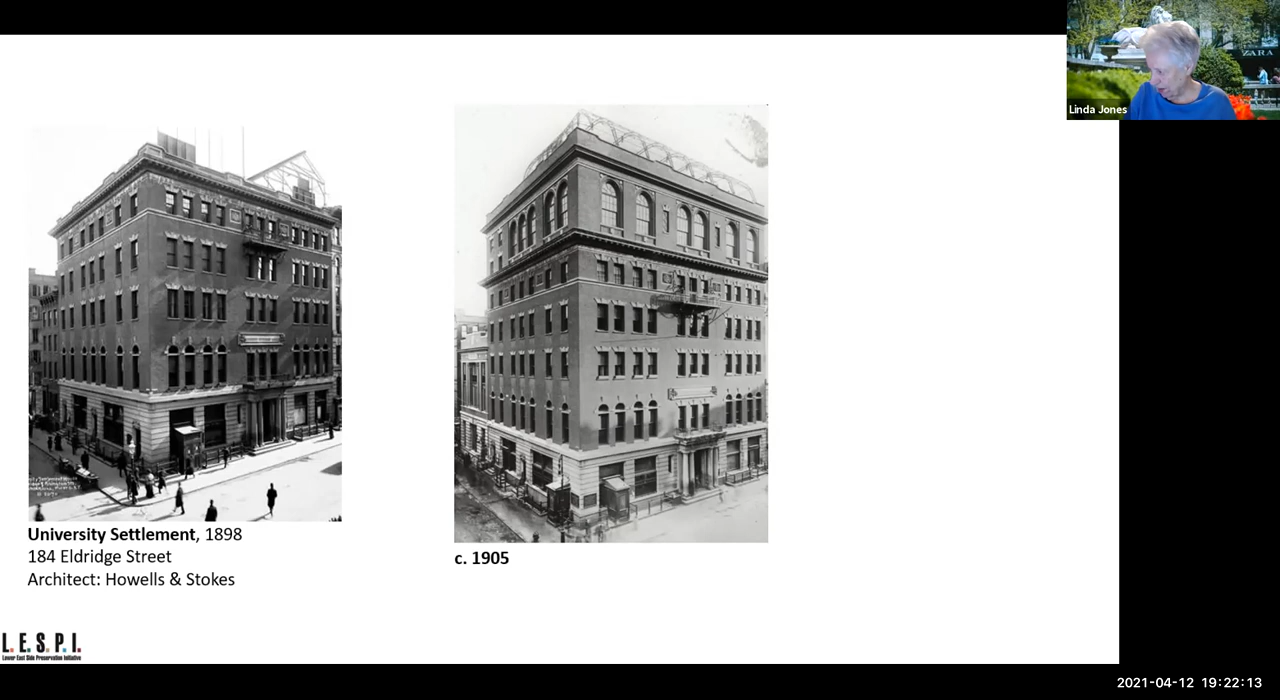 ZARA
Linda Jones
University Settlement, 1898
184 Eldridge Street
Architect: Howells & Stokes
c. 1905
L.E.S.P.I.
Lower East Side Preservation Initiative
2021-04-12 19:22:13